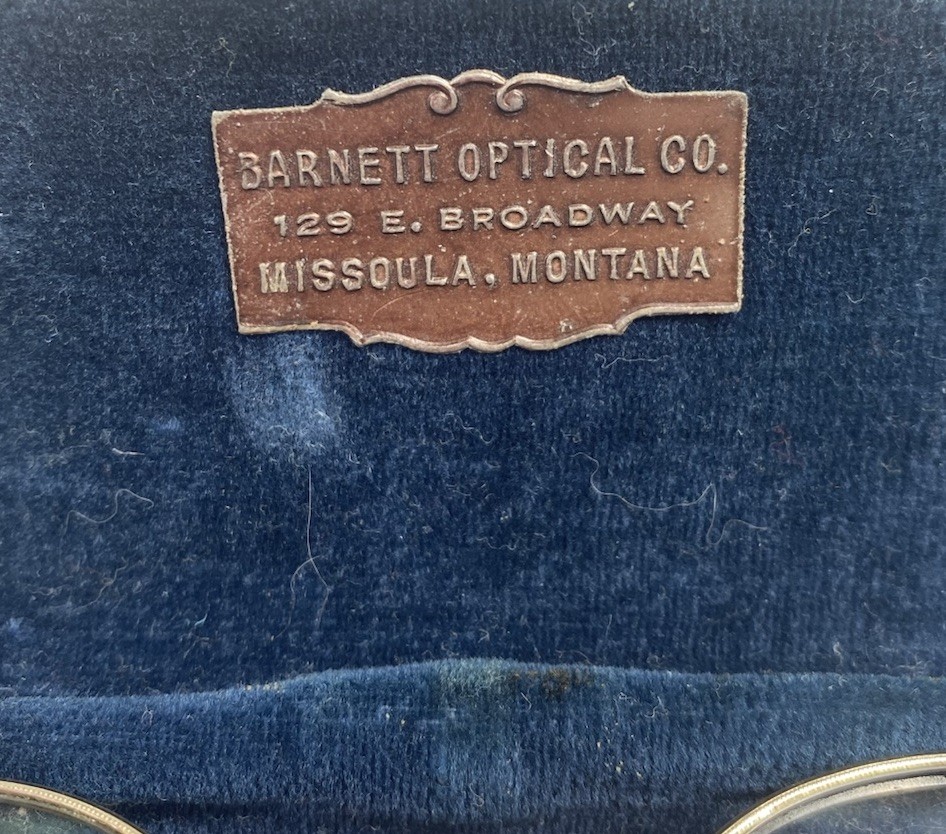 BARNETT OPTICAL CO.
129 E. BROADWAY
MISSOULA, MONTANA